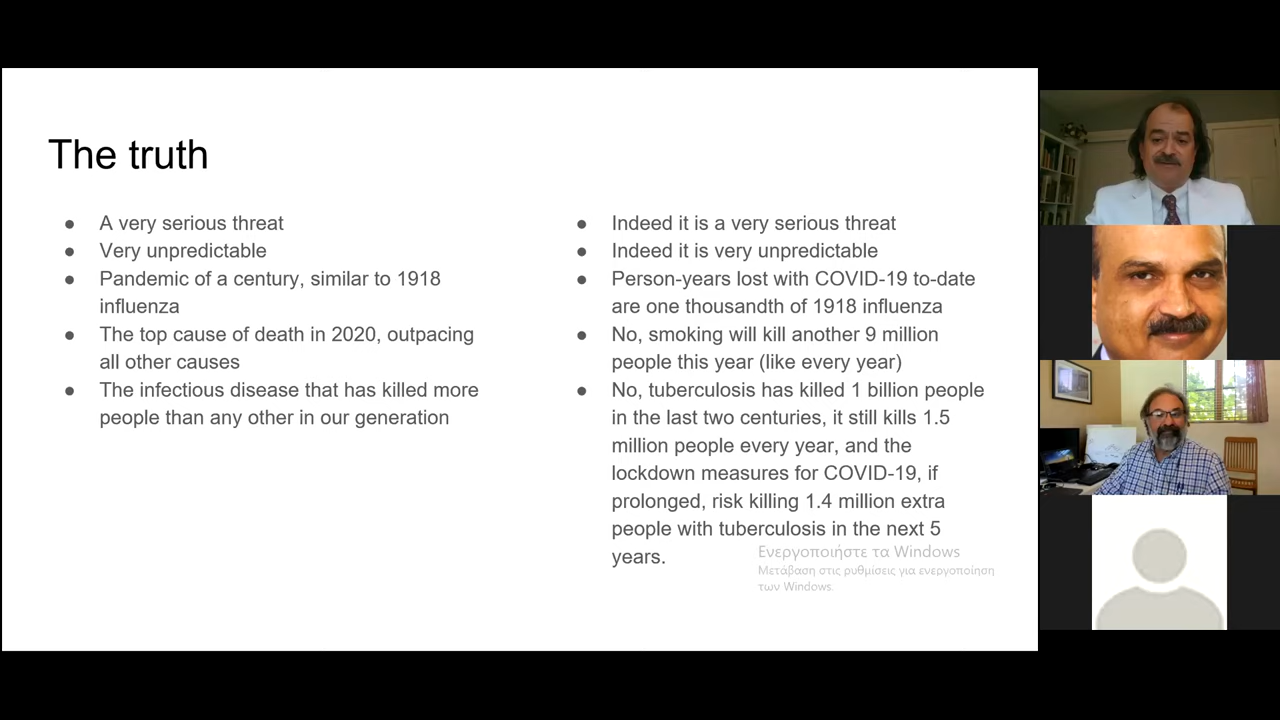 The truth
● A very serious threat
● Very unpredictable
● Pandemic of a century, similar to 1918
influenza
● The top cause of death in 2020, outpacing
all other causes
● The infectious disease that has killed more
people than any other in our generation
● Indeed it is a very serious threat
● Indeed it is very unpredictable
● Person-years lost with COVID-19 to-date
are one thousandth of 1918 influenza
● No, smoking will kill another 9 million
people this year (like every year)
● No, tuberculosis has killed 1 billion people
in the last two centuries, it still kills 1.5
million people every year, and the
lockdown measures for COVID-19, if
prolonged, risk killing 1.4 million extra
people with tuberculosis in the next 5
years.
Ενεργοποιήστε τα Windows
Μετάβαση στις ρυθμίσεις για ενεργοποίηση
των Windows.